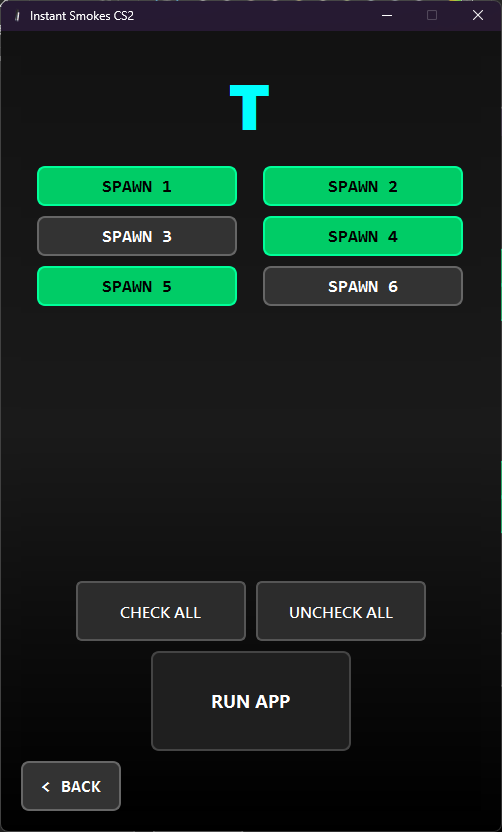 Instant Smokes CS2
T
SPAWN 1
SPAWN 2
SPAWN 3
SPAWN 4
SPAWN 5
SPAWN 6
CHECK ALL
UNCHECK ALL
RUN APP
< BACK